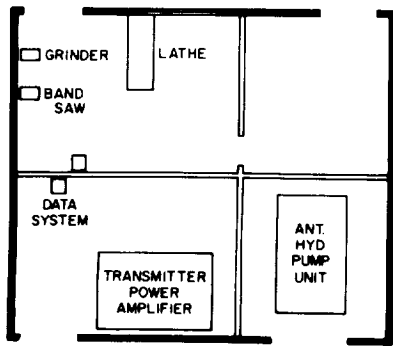 GRINDER
LATHE
BAND
SAW
DATA
SYSTEM
TRANSMITTER
POWER
AMPLIFIER
ANT.
HYD
PUMP
UNIT